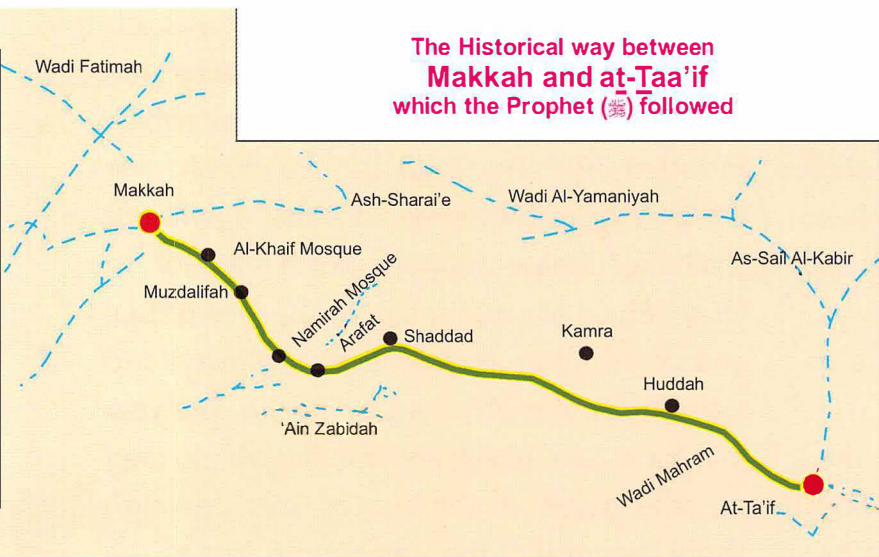 The Historical way between
Makkah and at-Taa'if
which the Prophet (ﷺ) followed
Wadi Fatimah
Makkah
Ash-Sharai'e
Wadi Al-Yamaniyah
Al-Khaif Mosque
As-Sail Al-Kabir
Muzdalifah
Namirah Mosque
Arafat
Shaddad
Kamra
Huddah
'Ain Zabidah
Wadi Mahram
At-Ta'if